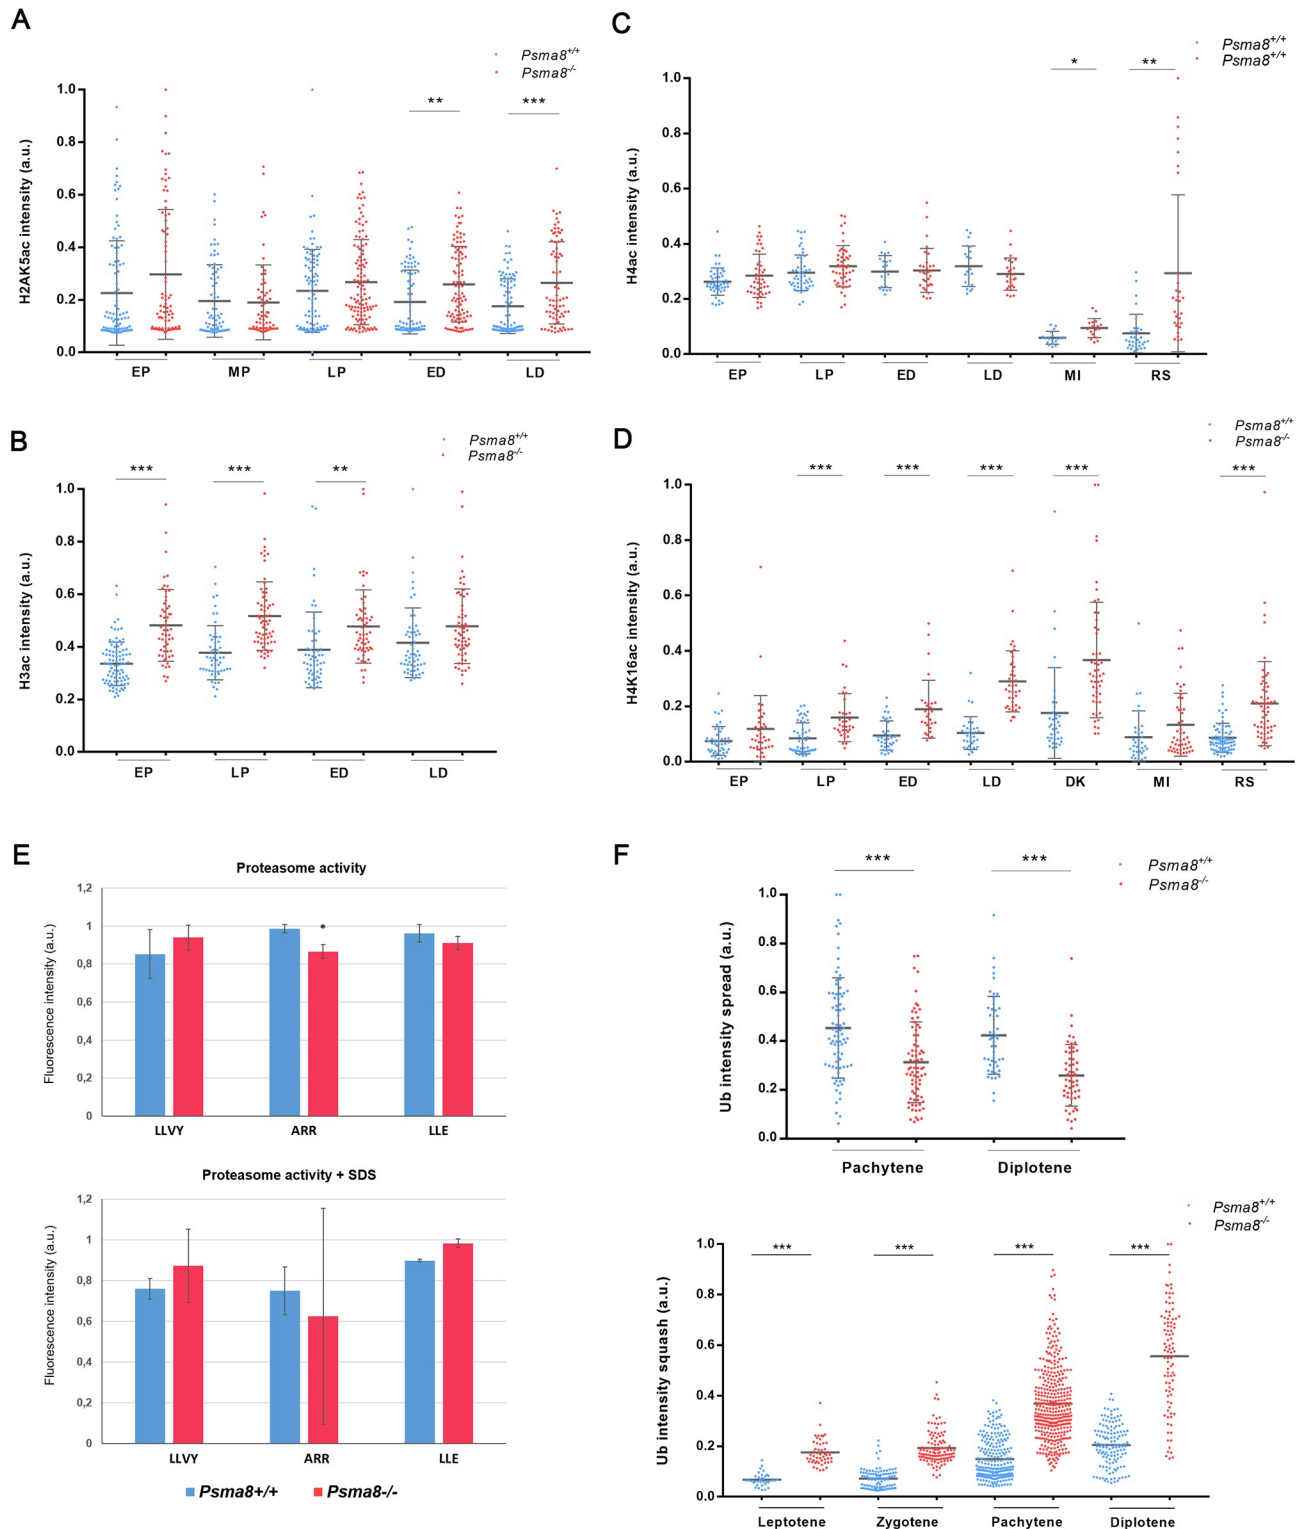 A
Psma8+/+
Psma8-/-
** ***
H2AK5ac intensity (a.u.)
1.0
0.8
0.6
0.4
0.2
0.0
EP MP LP ED LD
B
Psma8+/+
Psma8-/-
*** *** **
H3ac intensity (a.u.)
1.0
0.8
0.6
0.4
0.2
0.0
EP LP ED LD
C
Psma8+/+
Psma8+/+
* **
H4ac intensity (a.u.)
1.0
0.8
0.6
0.4
0.2
0.0
EP LP ED LD MI RS
D
Psma8+/+
Psma8-/-
*** *** *** *** ***
H4K16ac intensity (a.u.)
1.0
0.8
0.6
0.4
0.2
0.0
EP LP ED LD DK MI RS
E
Proteasome activity
Fluorescence intensity (a.u.)
1,2
1
0,8
0,6
0,4
0,2
0
*
LLVY ARR LLE
Proteasome activity + SDS
Fluorescence intensity (a.u.)
1,2
1
0,8
0,6
0,4
0,2
0
LLVY ARR LLE
Psma8+/+ Psma8-/-
F
Psma8+/+
Psma8-/-
*** ***
Ub intensity spread (a.u.)
1.0
0.8
0.6
0.4
0.2
0.0
Pachytene Diplotene
Psma8+/+
Psma8-/-
*** *** *** ***
Ub intensity squash (a.u.)
1.0
0.8
0.6
0.4
0.2
0.0
Leptotene Zygotene Pachytene Diplotene